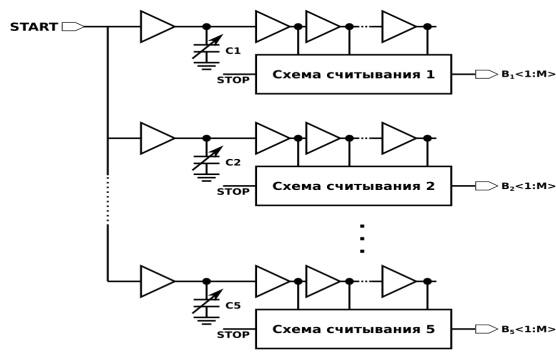 START
C1
STOP
Схема считывания 1
B₁<1:M>
C2
STOP
Схема считывания 2
B₂<1:M>
C5
STOP
Схема считывания 5
B₅<1:M>